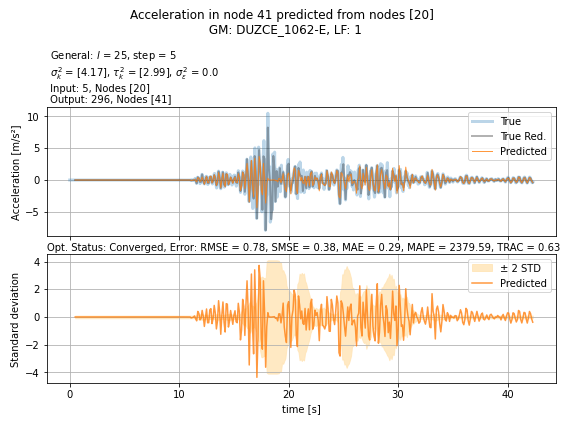 Acceleration in node 41 predicted from nodes [20]
GM: DUZCE_1062-E, LF: 1
General: l = 25, step = 5
σ²ₖ = [4.17], τ²ₖ = [2.99], σ²ε = 0.0
Input: 5, Nodes [20]
Output: 296, Nodes [41]
10
5
0
−5
Acceleration [m/s²]
True
True Red.
Predicted
Opt. Status: Converged, Error: RMSE = 0.78, SMSE = 0.38, MAE = 0.29, MAPE = 2379.59, TRAC = 0.63
4
2
0
−2
−4
Standard deviation
± 2 STD
Predicted
0 10 20 30 40
time [s]